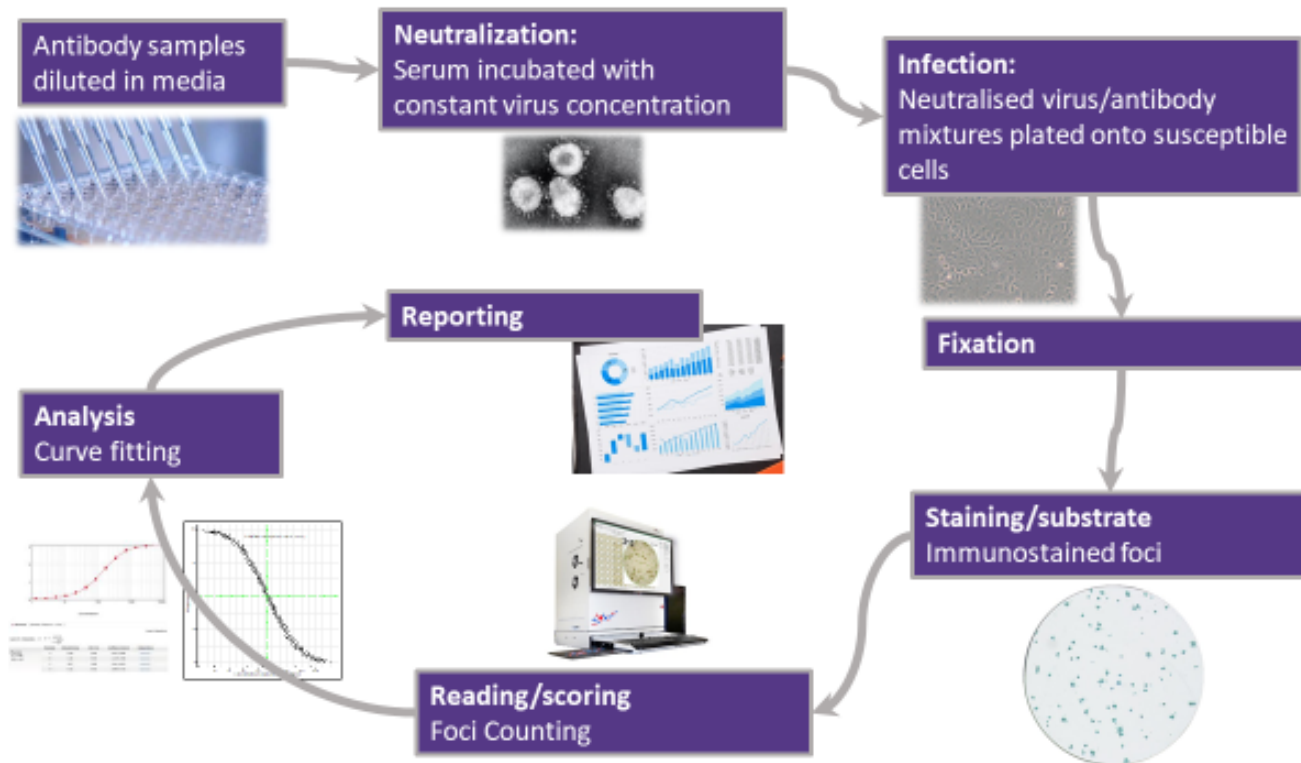 Antibody samples
diluted in media
Neutralization:
Serum incubated with
constant virus concentration
Infection:
Neutralised virus/antibody
mixtures plated onto susceptible
cells
Fixation
Staining/substrate
Immunostained foci
Reading/scoring
Foci Counting
Analysis
Curve fitting
Reporting